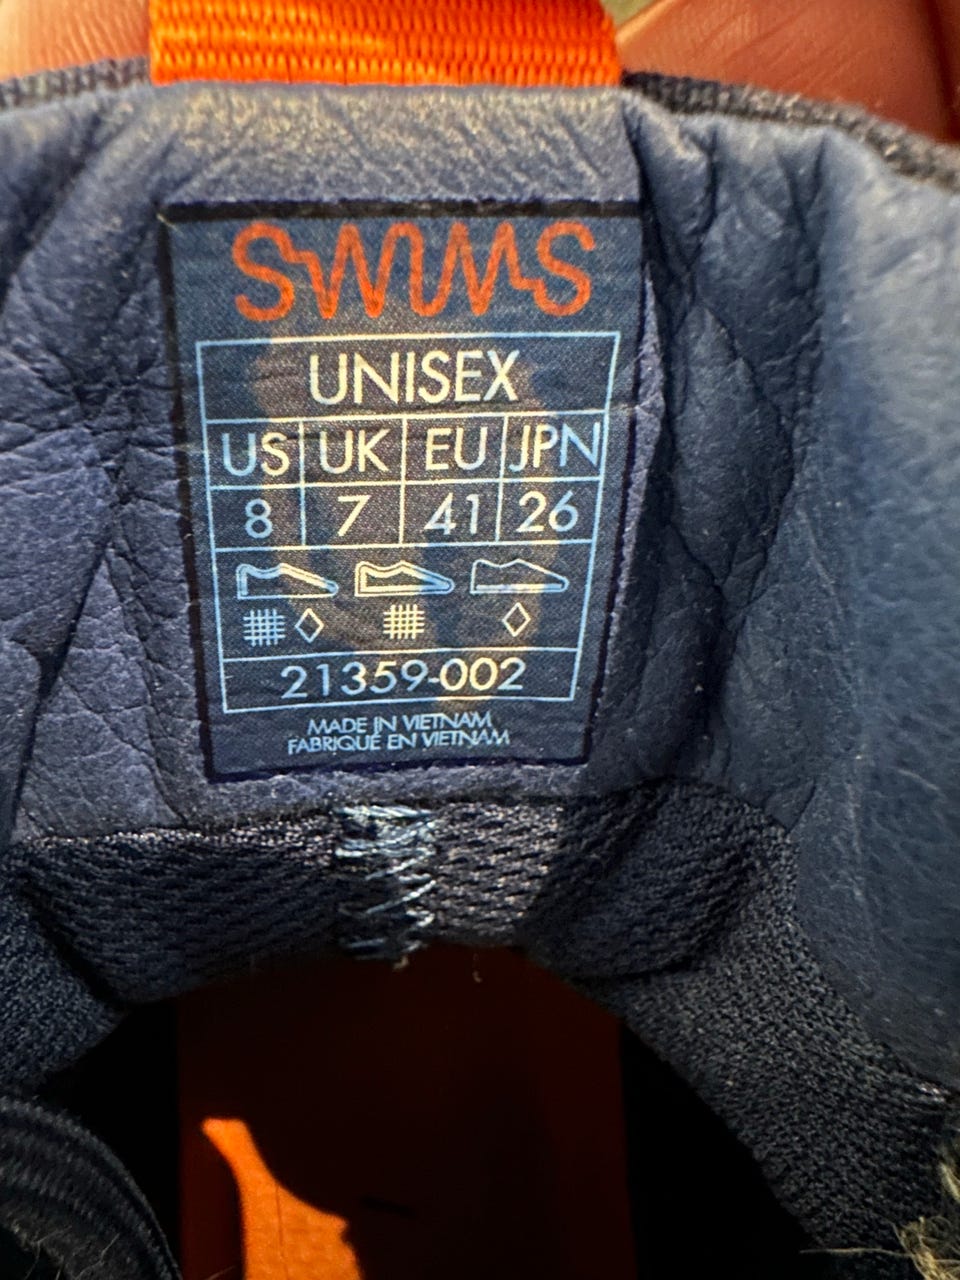 SWIMS
UNISEX
US UK EU JPN
8 7 41 26
21359-002
MADE IN VIETNAM
FABRIQUÉ EN VIETNAM